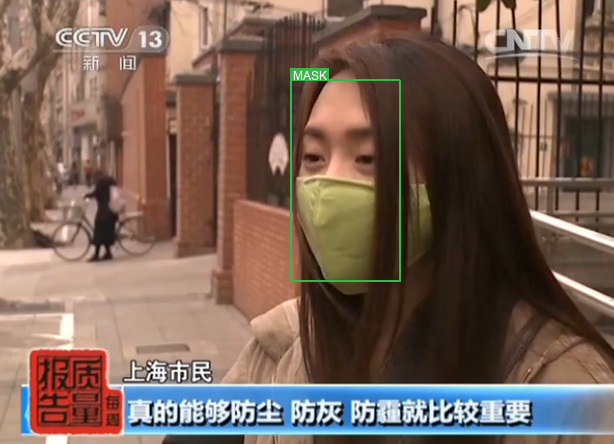 CCTV 13
CNTV
新闻
MASK
上海市民
真的能够防尘 防灰 防霾就比较重要
每周
质量
报告